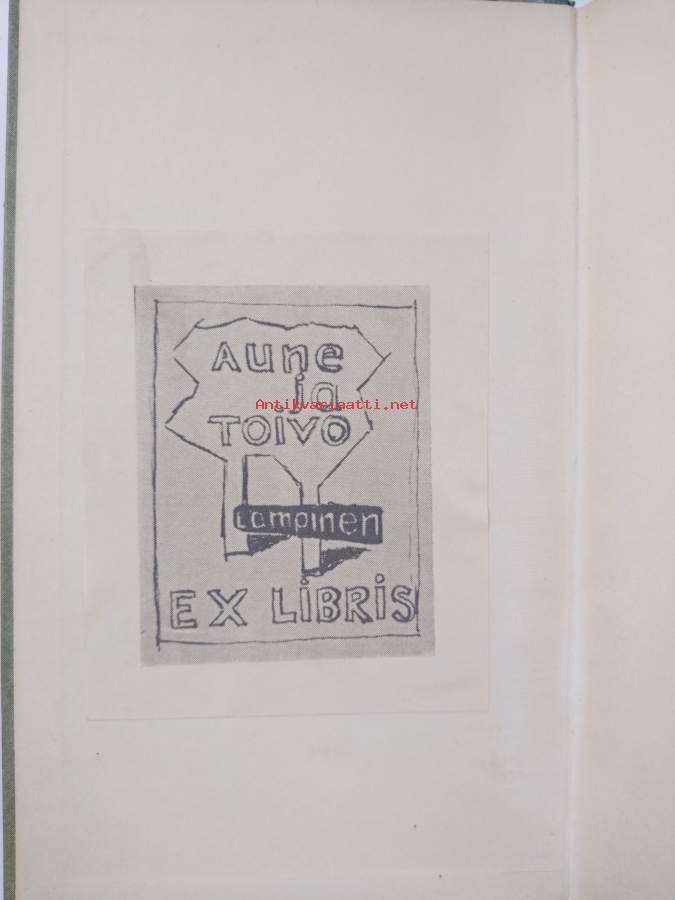 Aune
ja
Antikvariaatti.net
TOIVO
Lampinen
EX LiBRiS